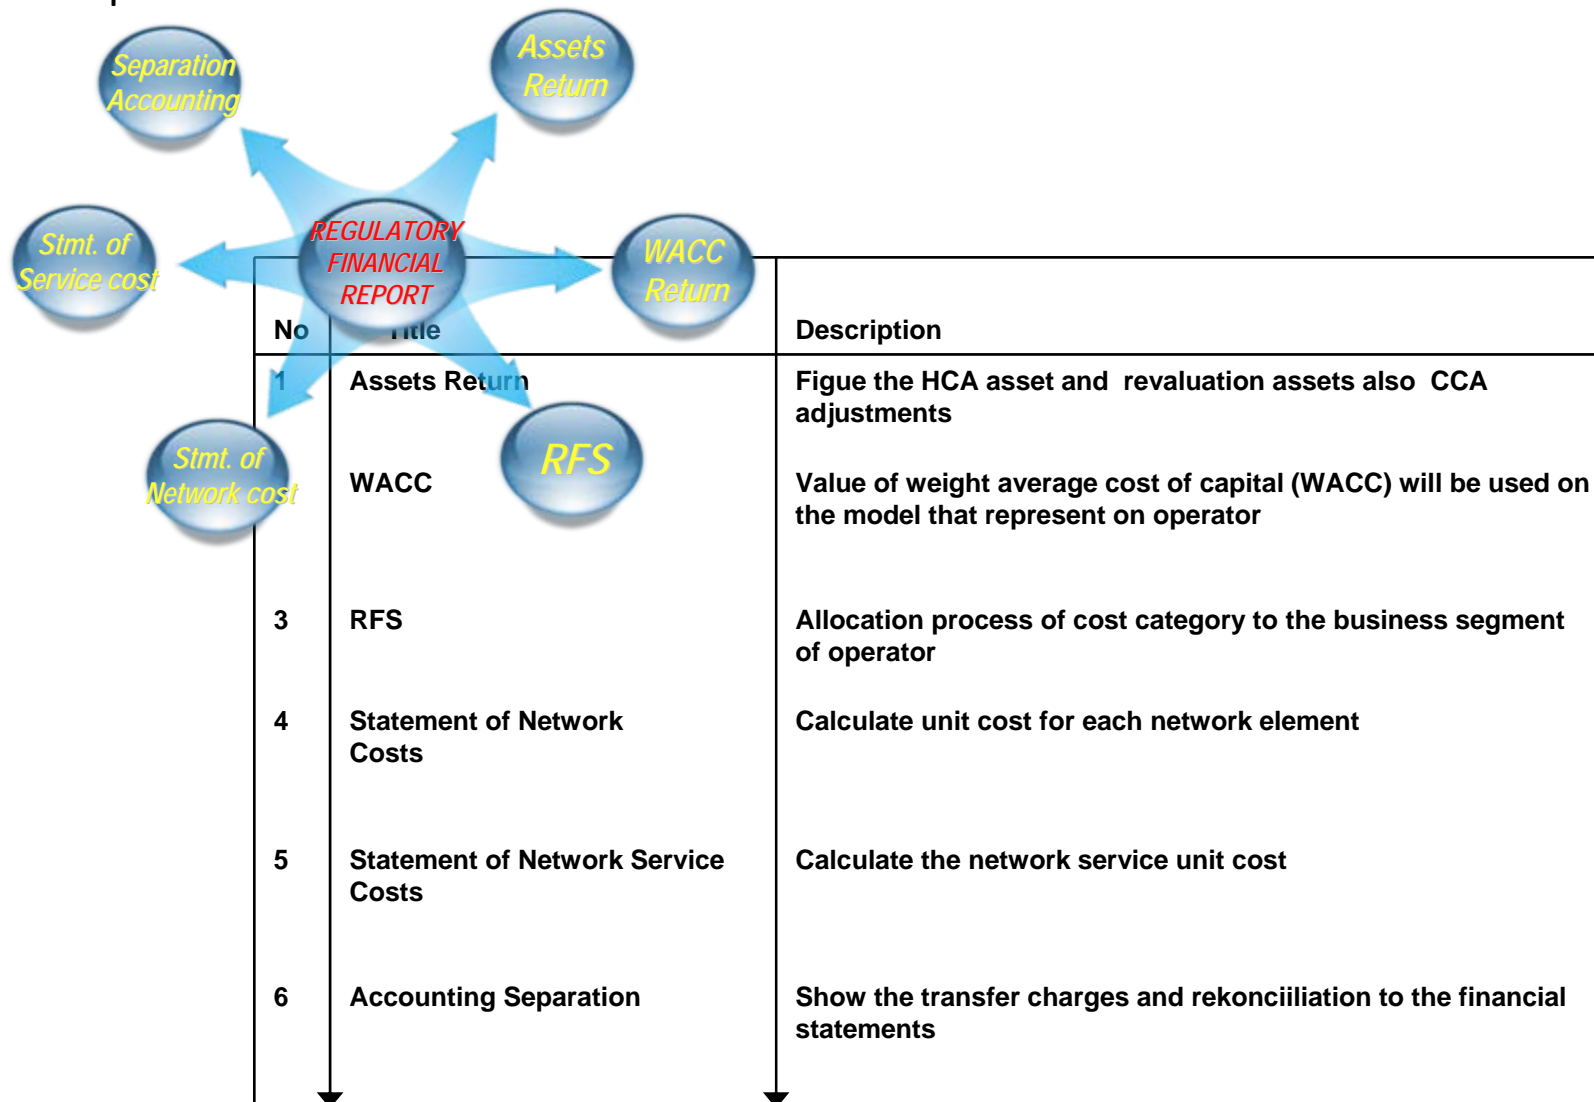 Separation
Accounting
Assets
Return
Stmt. of
Service cost
REGULATORY
FINANCIAL
REPORT
WACC
Return
Stmt. of
Network cost
RFS
No Title Description
1 Assets Return Figue the HCA asset and revaluation assets also CCA
adjustments
WACC Value of weight average cost of capital (WACC) will be used on
the model that represent on operator
3 RFS Allocation process of cost category to the business segment
of operator
4 Statement of Network Calculate unit cost for each network element
Costs
5 Statement of Network Service Calculate the network service unit cost
Costs
6 Accounting Separation Show the transfer charges and rekonciiliation to the financial
statements